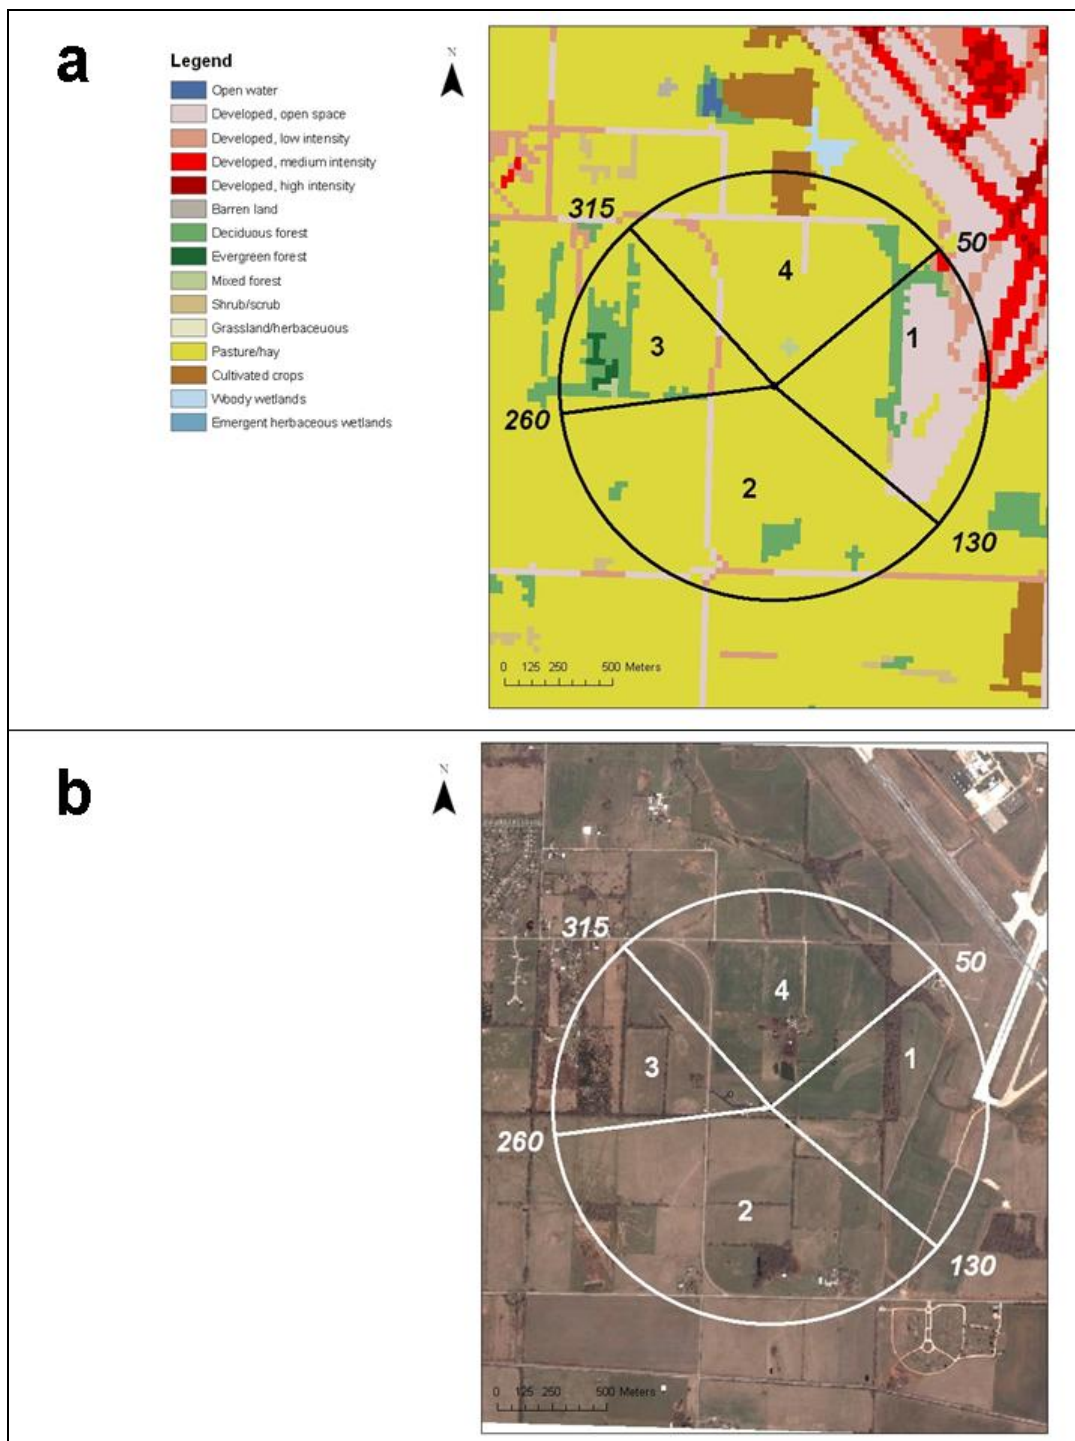 a
N
Legend
Open water
Developed, open space
Developed, low intensity
Developed, medium intensity
Developed, high intensity
Barren land
Deciduous forest
Evergreen forest
Mixed forest
Shrub/scrub
Grassland/herbaceuous
Pasture/hay
Cultivated crops
Woody wetlands
Emergent herbaceous wetlands
315
50
4
1
3
260
2
130
0 125 250 500 Meters
b
N
315
50
4
1
3
260
2
130
0 125 250 500 Meters